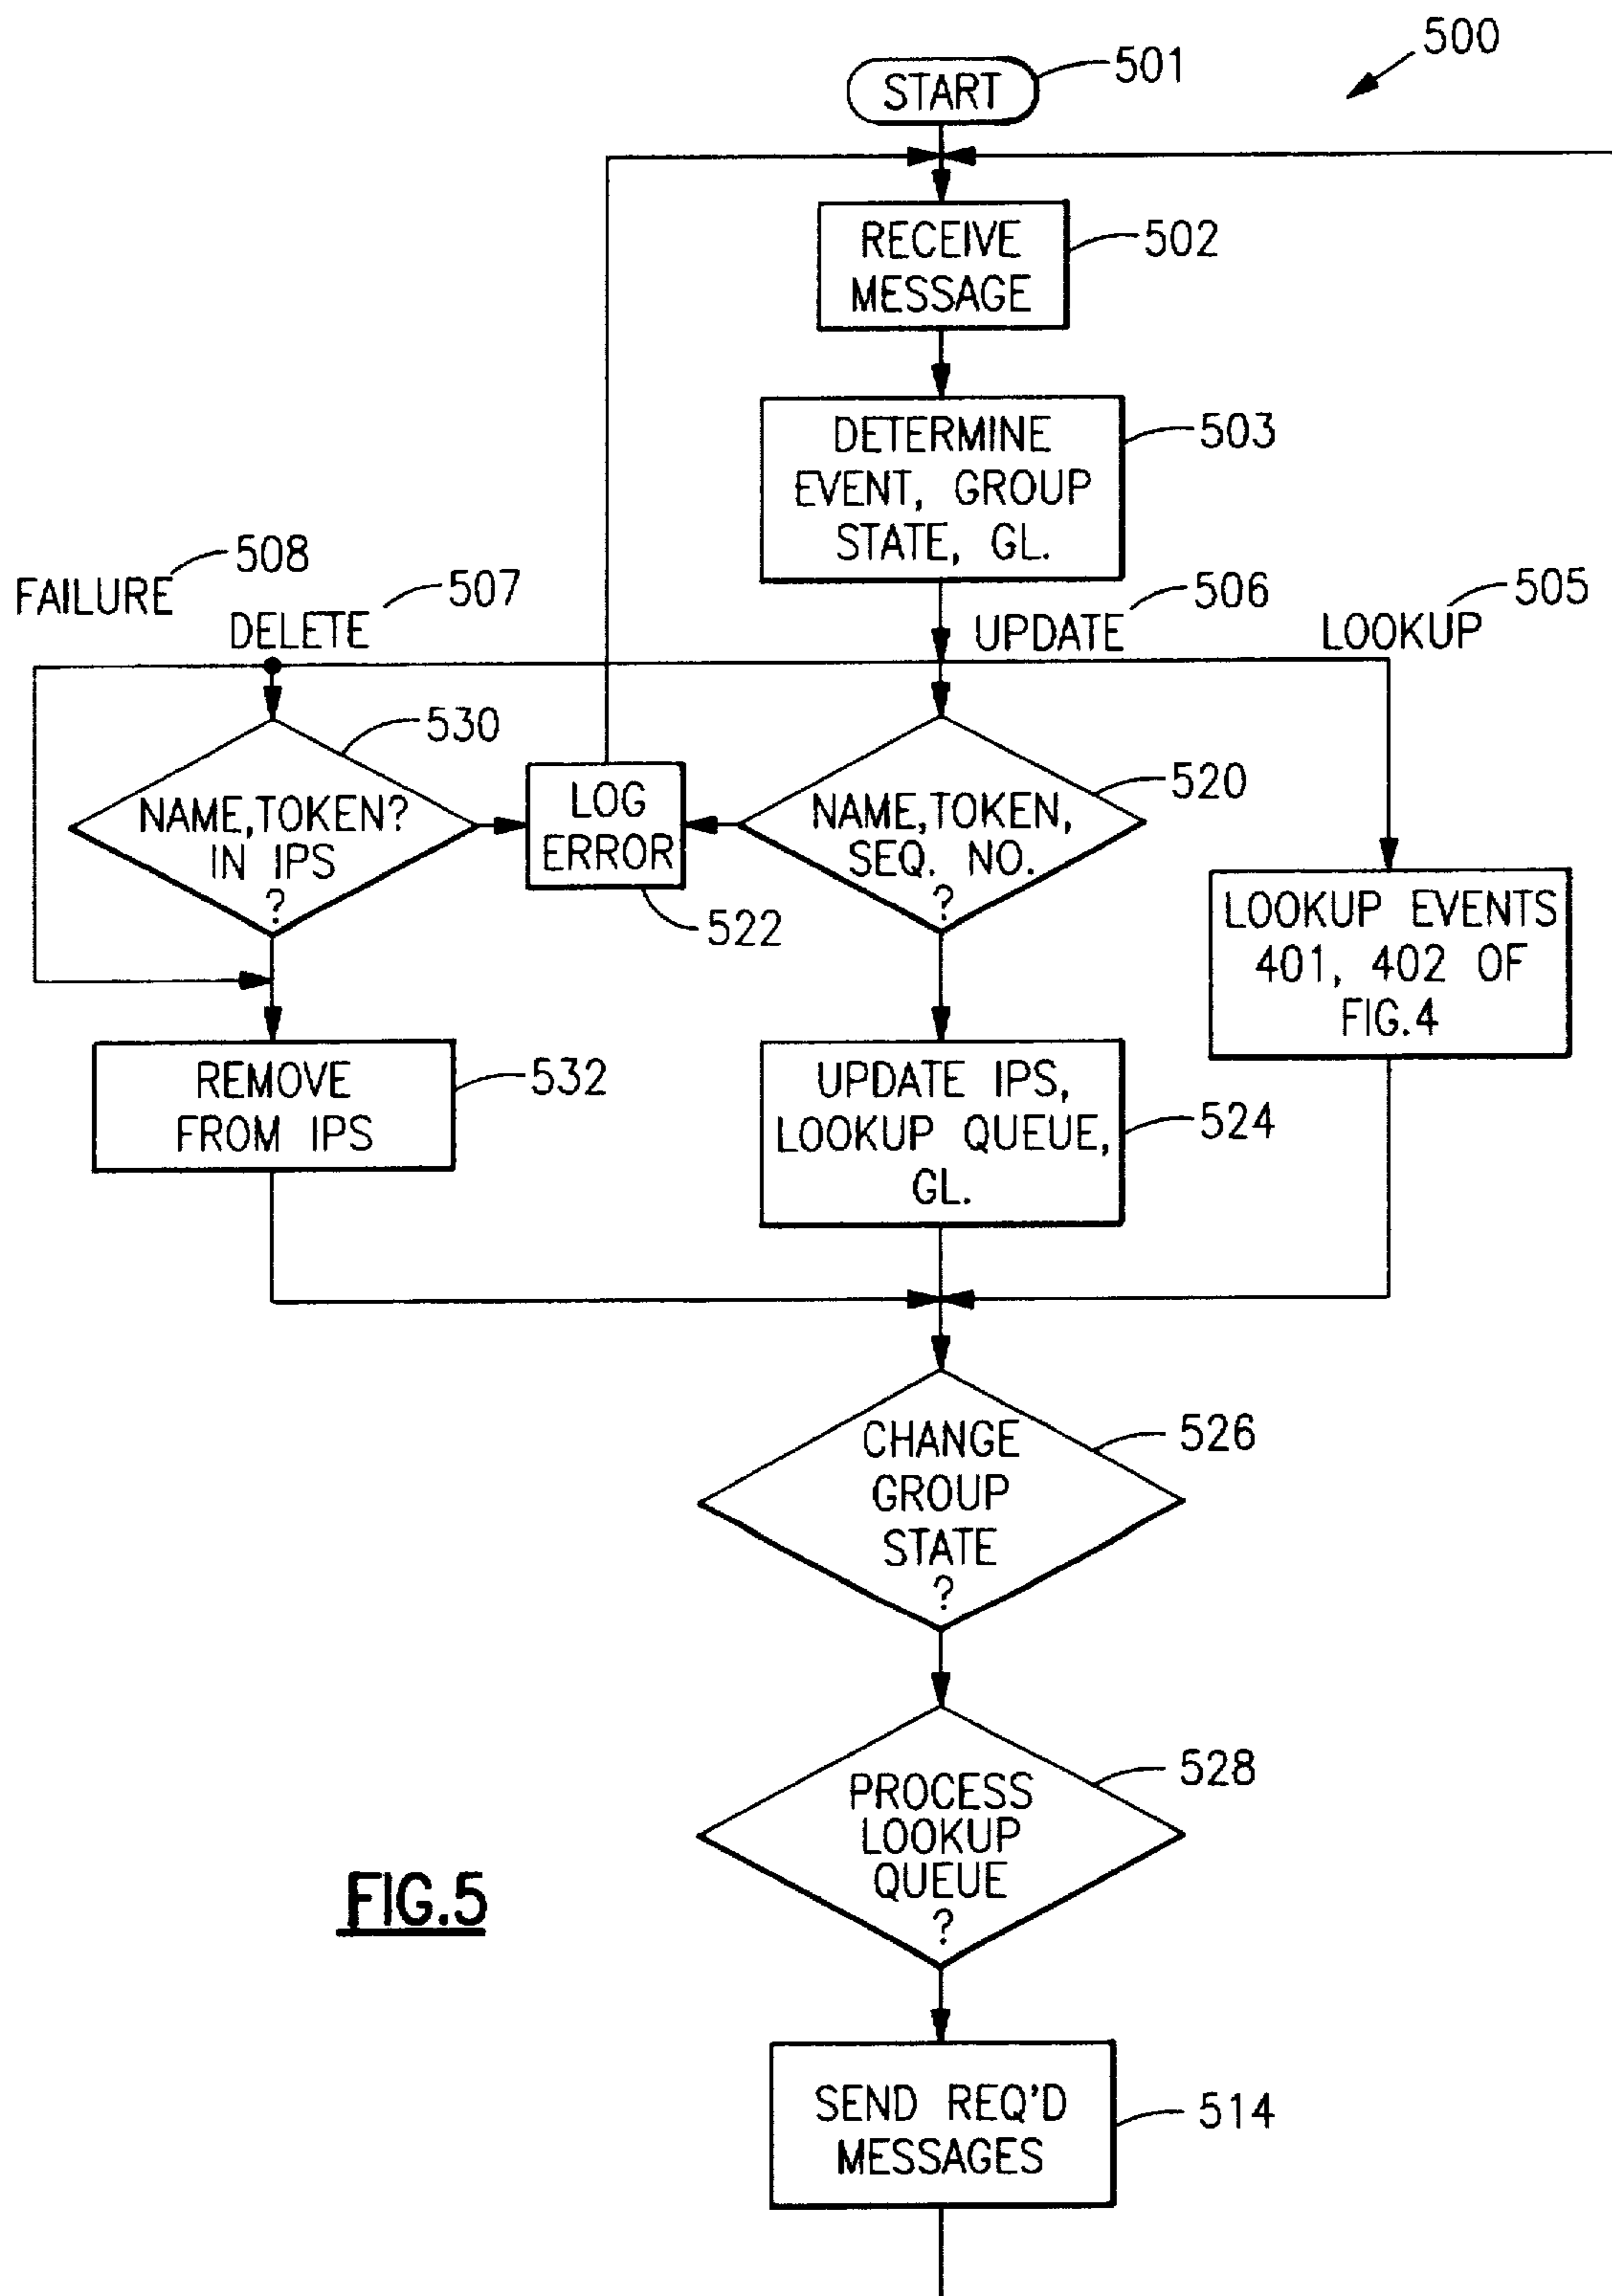 500
START
501
RECEIVE
MESSAGE
502
DETERMINE
EVENT, GROUP
STATE, GL.
503
FAILURE
508
DELETE
507
UPDATE
506
LOOKUP
505
NAME,TOKEN?
IN IPS
?
530
LOG
ERROR
522
NAME,TOKEN,
SEQ. NO.
?
520
LOOKUP EVENTS
401, 402 OF
FIG.4
REMOVE
FROM IPS
532
UPDATE IPS,
LOOKUP QUEUE,
GL.
524
CHANGE
GROUP
STATE
?
526
PROCESS
LOOKUP
QUEUE
?
528
FIG.5
SEND REQ'D
MESSAGES
514